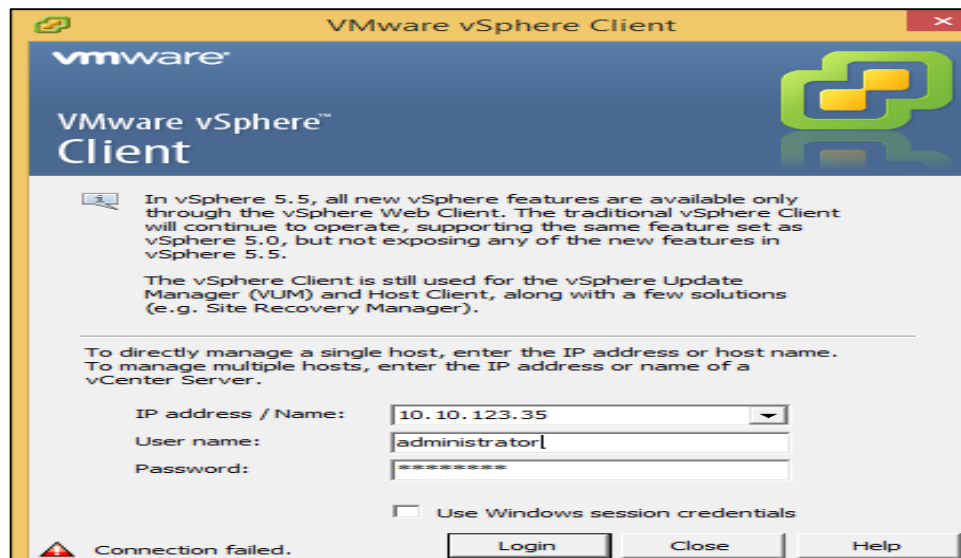 VMware vSphere Client
vmware
VMware vSphere™
Client
In vSphere 5.5, all new vSphere features are available only
through the vSphere Web Client. The traditional vSphere Client
will continue to operate, supporting the same feature set as
vSphere 5.0, but not exposing any of the new features in
vSphere 5.5.
The vSphere Client is still used for the vSphere Update
Manager (VUM) and Host Client, along with a few solutions
(e.g. Site Recovery Manager).
To directly manage a single host, enter the IP address or host name.
To manage multiple hosts, enter the IP address or name of a
vCenter Server.
IP address / Name: 10.10.123.35
User name: administrator
Password: ********
Use Windows session credentials
Connection failed. Login Close Help